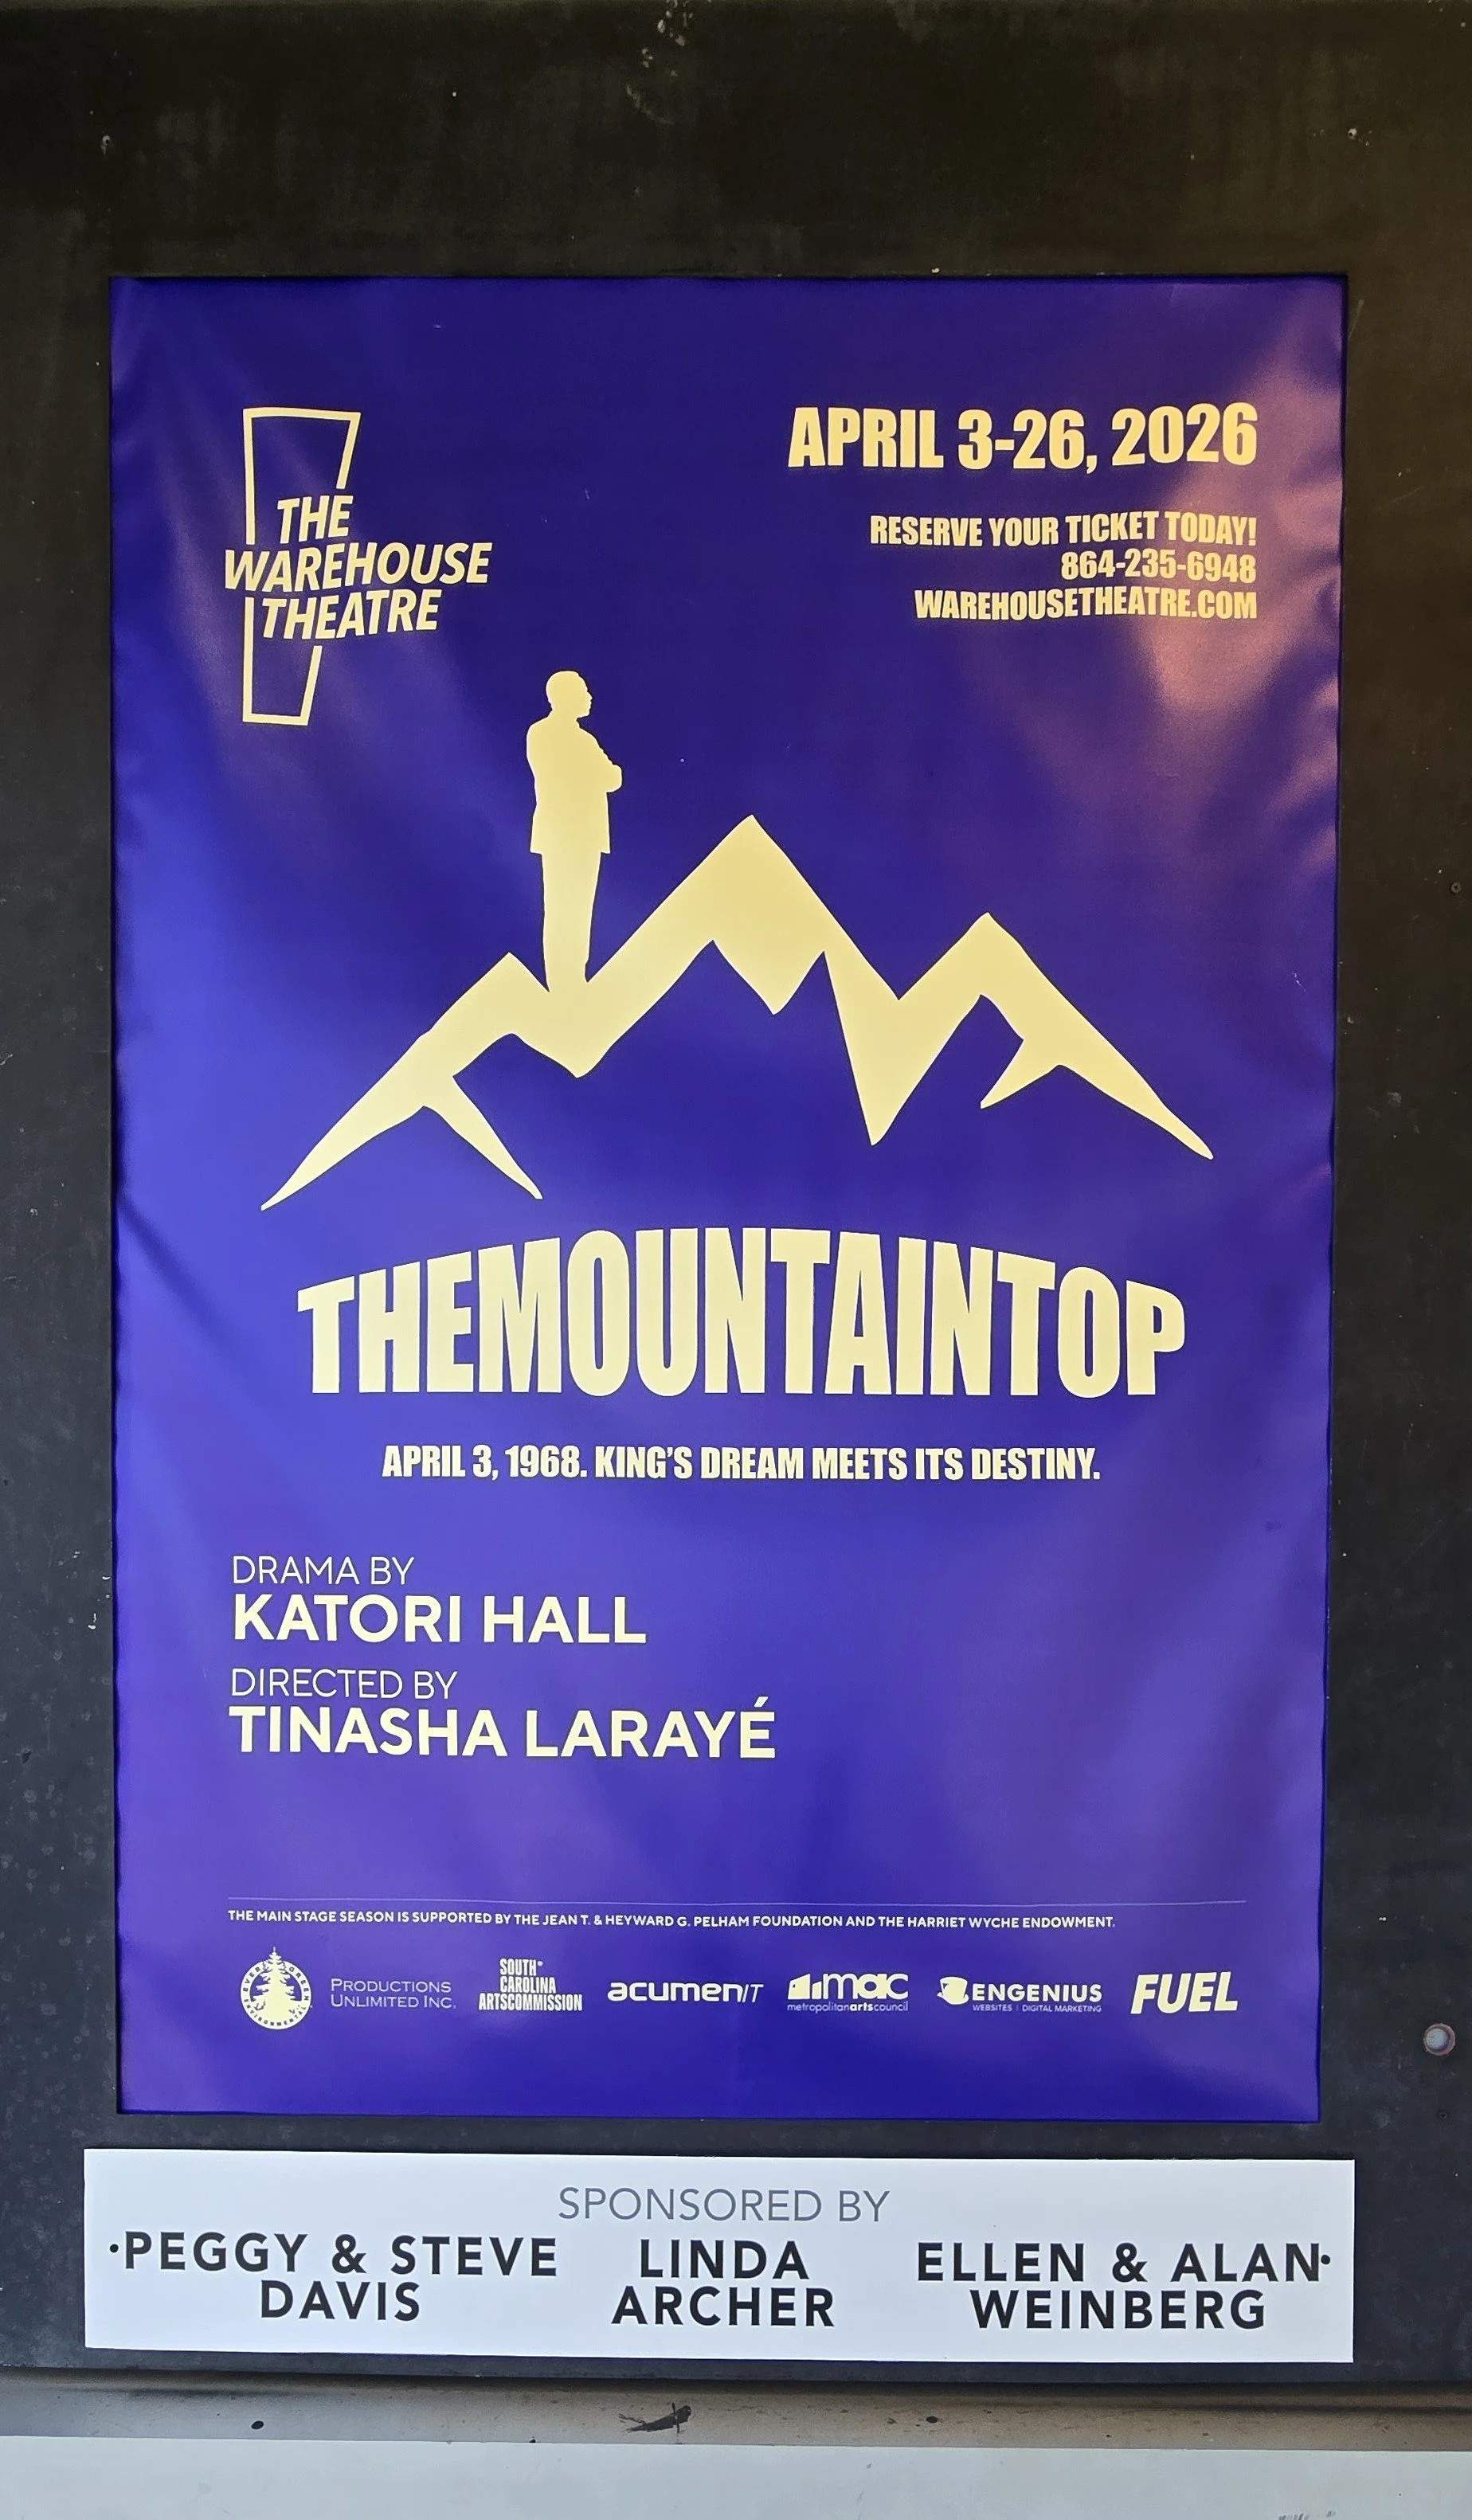 THE
WAREHOUSE
THEATRE
APRIL 3-26, 2026
RESERVE YOUR TICKET TODAY!
864-235-6948
WAREHOUSETHEATRE.COM
THEMOUNTAINTOP
APRIL 3, 1968. KING'S DREAM MEETS ITS DESTINY.
DRAMA BY
KATORI HALL
DIRECTED BY
TINASHA LARAYÉ
THE MAIN STAGE SEASON IS SUPPORTED BY THE JEAN T. & HEYWARD G. PELHAM FOUNDATION AND THE HARRIET WYCHE ENDOWMENT.
PRODUCTIONS
UNLIMITED INC.
SOUTH
CAROLINA
ARTSCOMMISSION
acumenIT
mac
metropolitanartscouncil
ENGENIUS
WEBSITES | DIGITAL MARKETING
FUEL
SPONSORED BY
·PEGGY & STEVE
DAVIS
LINDA
ARCHER
ELLEN & ALAN·
WEINBERG